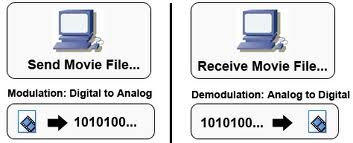 Send Movie File...
Modulation: Digital to Analog
1010100...
Receive Movie File...
Demodulation: Analog to Digital
1010100...